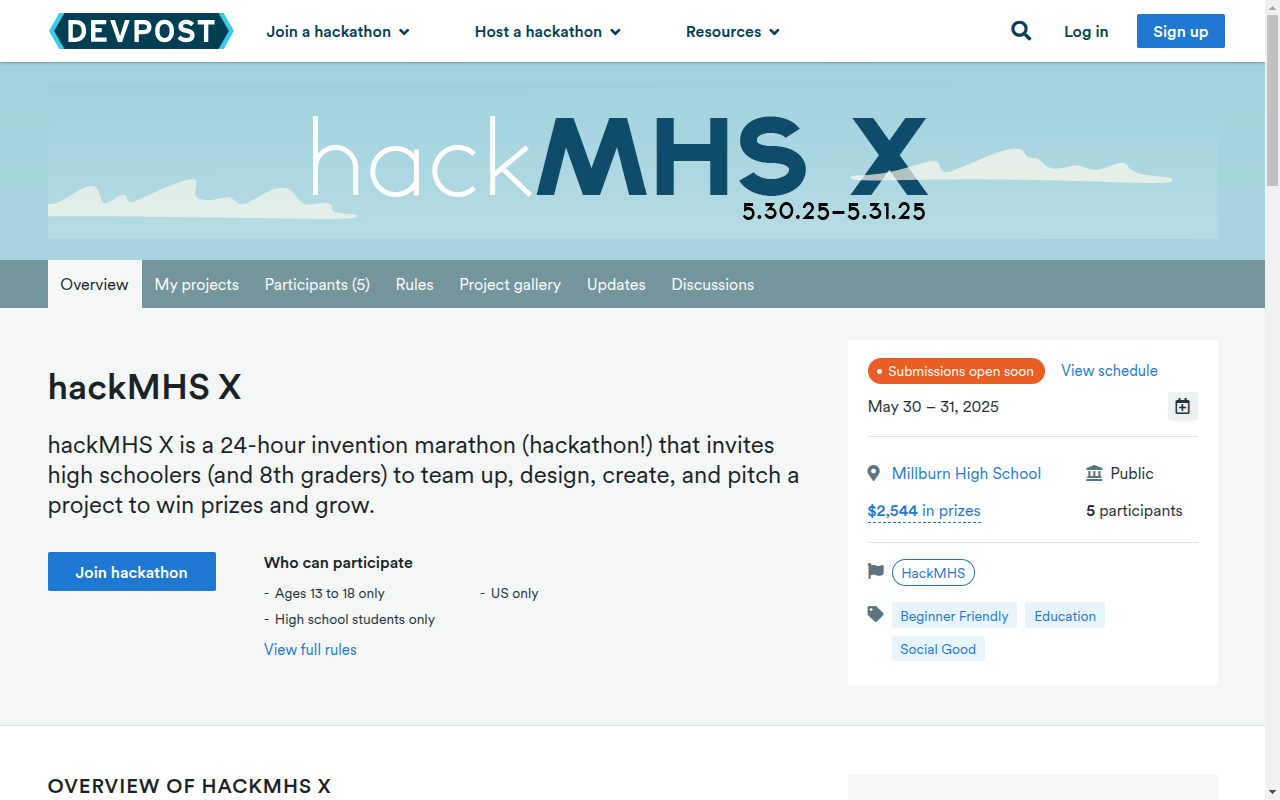 DEVPOST
Join a hackathon
Host a hackathon
Resources
Log in
Sign up
hackMHS X
5.30.25–5.31.25
Overview
My projects
Participants (5)
Rules
Project gallery
Updates
Discussions
hackMHS X
hackMHS X is a 24-hour invention marathon (hackathon!) that invites
high schoolers (and 8th graders) to team up, design, create, and pitch a
project to win prizes and grow.
Join hackathon
Who can participate
- Ages 13 to 18 only
- US only
- High school students only
View full rules
Submissions open soon
View schedule
May 30 – 31, 2025
Millburn High School
Public
$2,544 in prizes
5 participants
HackMHS
Beginner Friendly
Education
Social Good
OVERVIEW OF HACKMHS X